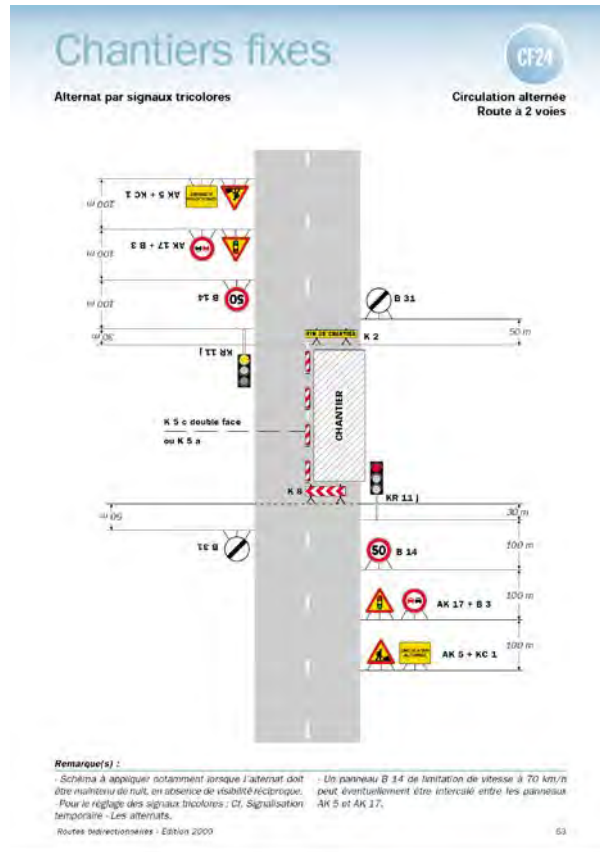 Chantiers fixes
CF24
Alternat par signaux tricolores
Circulation alternée
Route à 2 voies
AK 5 + KC 1
100 m
AK 17 + B 3
100 m
50
B 14
100 m
B 31
30 m
KR 11 j
FIN DE CHANTIER
K 2
50 m
CHANTIER
K 5 c double face
ou K 5 a
K 8
KR 11 j
50 m
30 m
B 31
50
B 14
100 m
AK 17 + B 3
100 m
CIRCULATION
ALTERNÉE
AK 5 + KC 1
100 m
Remarque(s) :
- Schéma à appliquer notamment lorsque l'alternat doit
être maintenu de nuit, en absence de visibilité réciproque.
- Pour le réglage des signaux tricolores : Cf. Signalisation
temporaire - Les alternats.
- Un panneau B 14 de limitation de vitesse à 70 km/h
peut éventuellement être intercalé entre les panneaux
AK 5 et AK 17.
Routes bidirectionnelles - Edition 2000
63